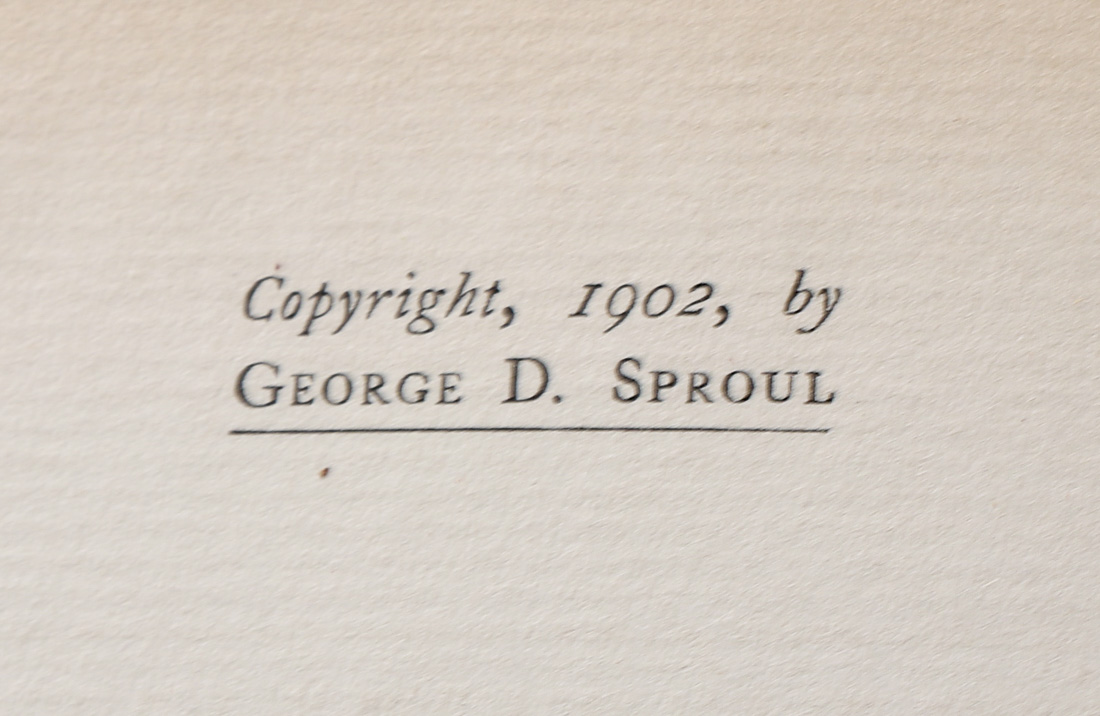 Copyright, 1902, by
GEORGE D. SPROUL